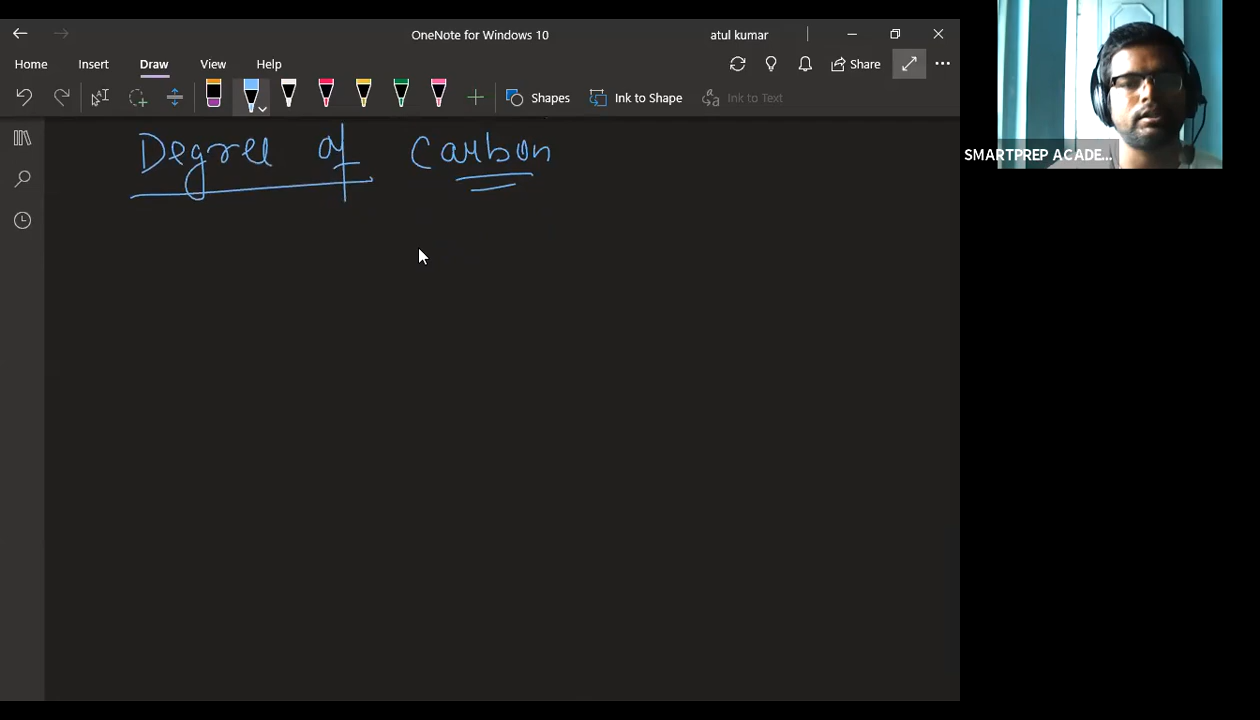 OneNote for Windows 10
atul kumar
Home
Insert
Draw
View
Help
Share
Shapes
Ink to Shape
Ink to Text
Degree of Carbon
SMARTPREP ACADE...